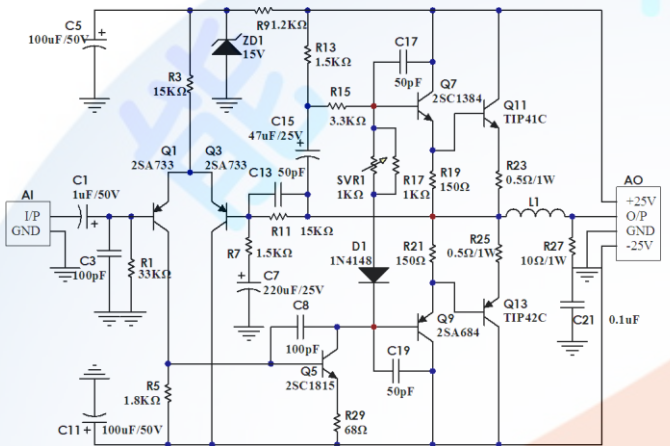 C5
100uF/50V
R9 1.2KΩ
ZD1
15V
R13
1.5KΩ
C17
50pF
R3
15KΩ
R15
3.3KΩ
Q7
2SC1384
Q11
TIP41C
C15
47uF/25V
Q1
2SA733
Q3
2SA733
C13
50pF
SVR1
1KΩ
R17
1KΩ
R19
150Ω
R23
0.5Ω/1W
AI
I/P
GND
C1
1uF/50V
AO
+25V
O/P
GND
-25V
L1
R11
15KΩ
R7
1.5KΩ
C3
100pF
R1
33KΩ
D1
1N4148
R21
150Ω
R25
0.5Ω/1W
R27
10Ω/1W
C7
220uF/25V
C8
100pF
Q9
2SA684
Q13
TIP42C
C21
0.1uF
Q5
2SC1815
C19
50pF
R5
1.8KΩ
R29
68Ω
C11
100uF/50V
能